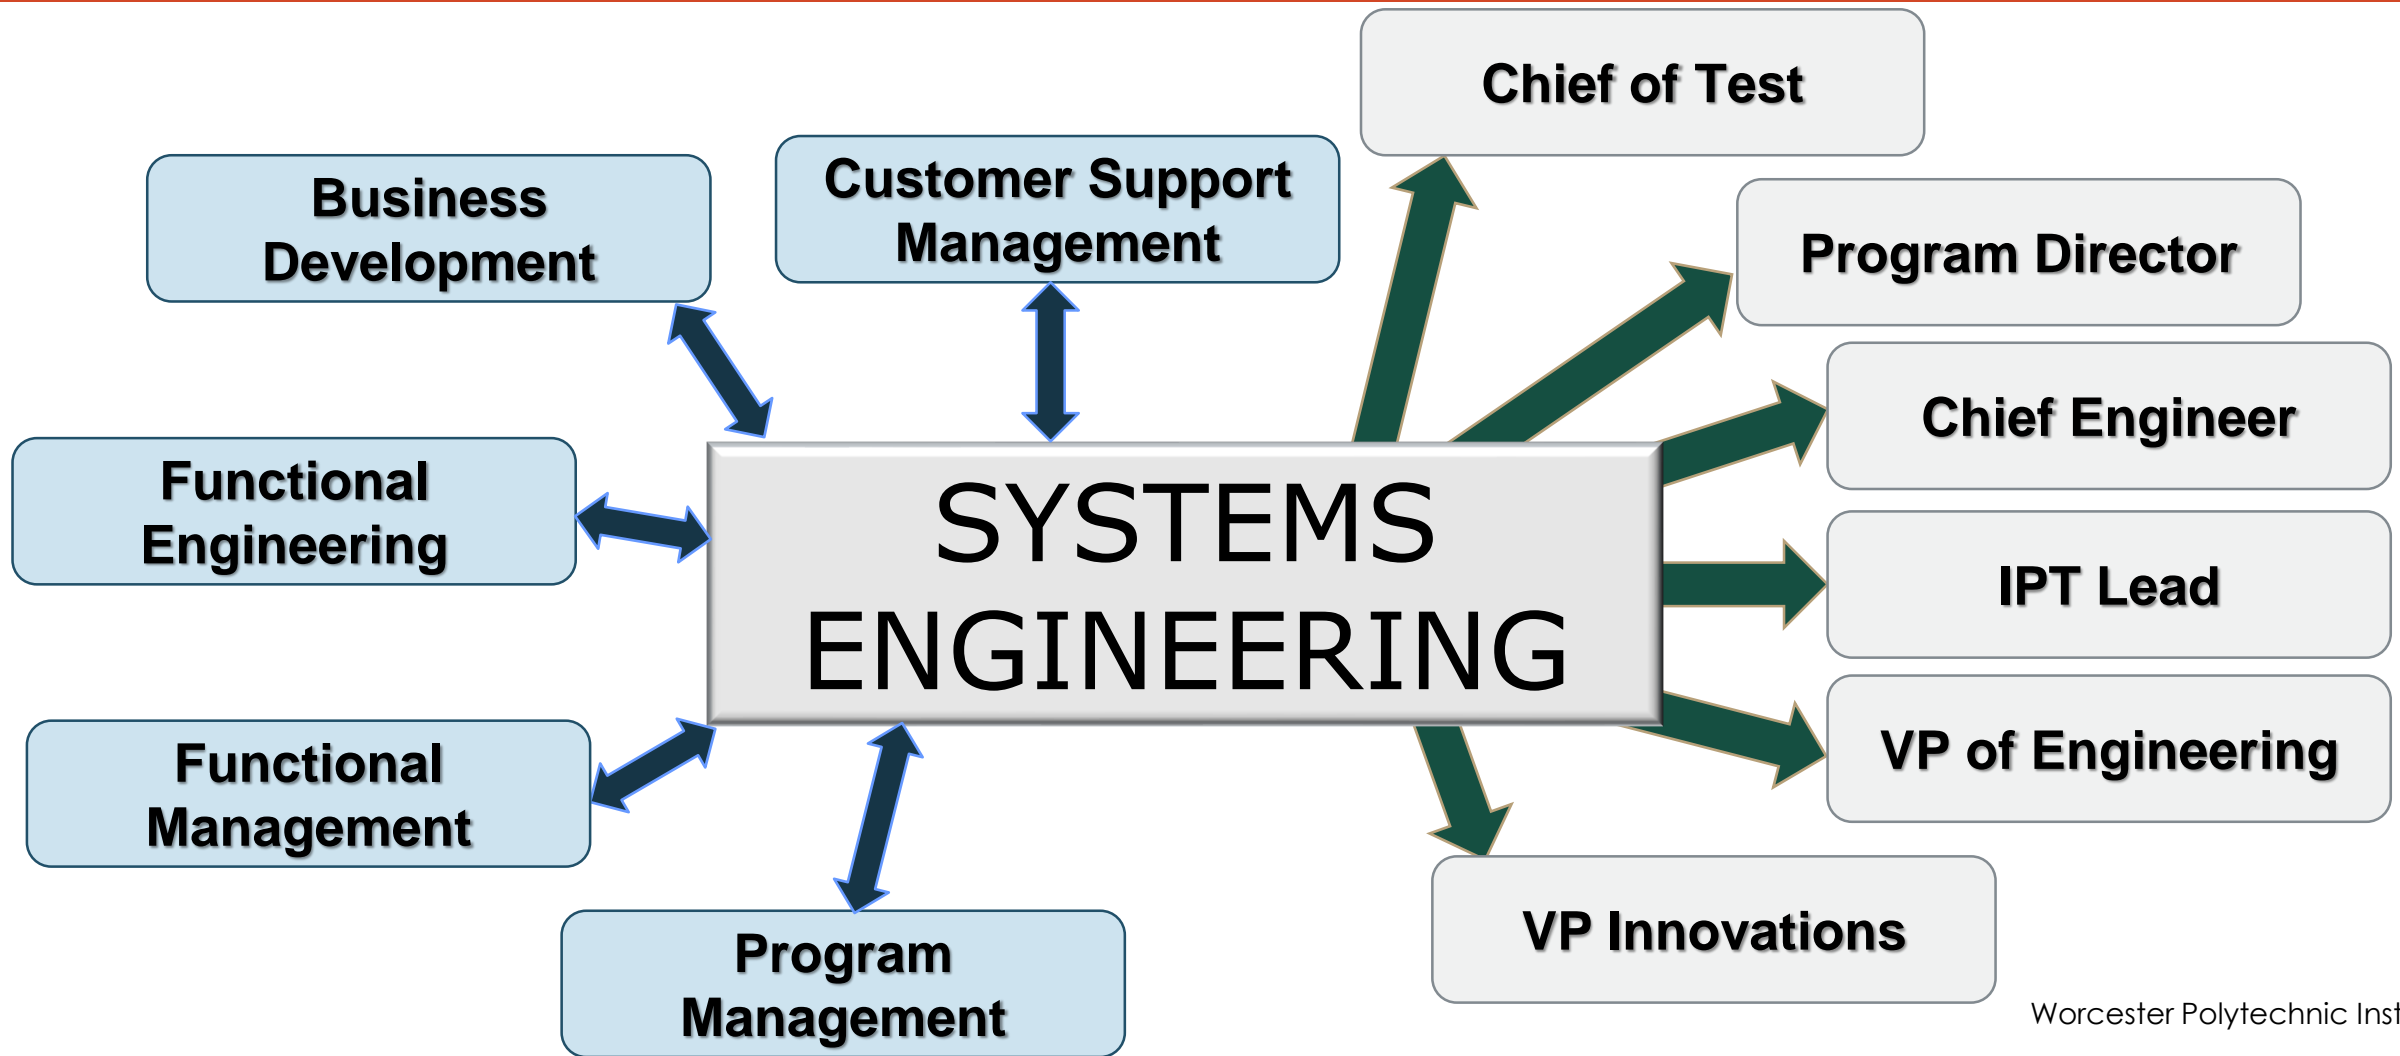 Chief of Test
Business
Development
Customer Support
Management
Program Director
Chief Engineer
Functional
Engineering
SYSTEMS
ENGINEERING
IPT Lead
Functional
Management
VP of Engineering
Program
Management
VP Innovations
Worcester Polytechnic Inst